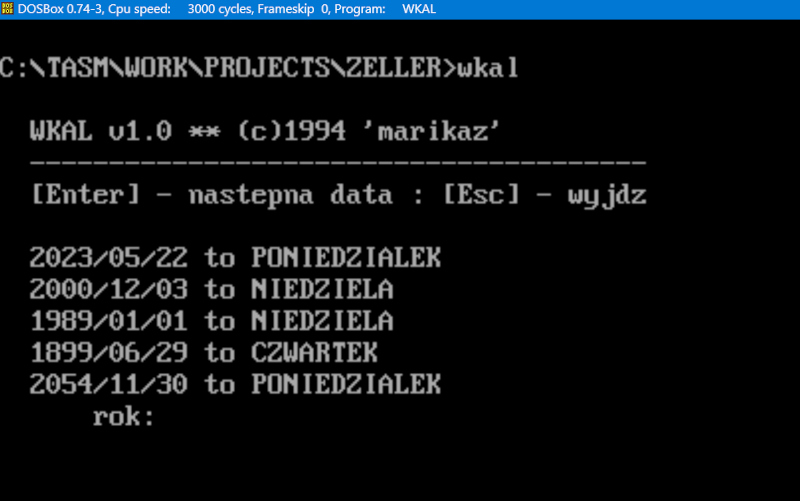 DOSBox 0.74-3, Cpu speed: 3000 cycles, Frameskip 0, Program: WKAL
C:\TASM\WORK\PROJECTS\ZELLER>wkal
WKAL v1.0 ** (c)1994 'marikaz'
---------------------------------------
[Enter] - nastepna data : [Esc] - wyjdz
2023/05/22 to PONIEDZIALEK
2000/12/03 to NIEDZIELA
1989/01/01 to NIEDZIELA
1899/06/29 to CZWARTEK
2054/11/30 to PONIEDZIALEK
rok: